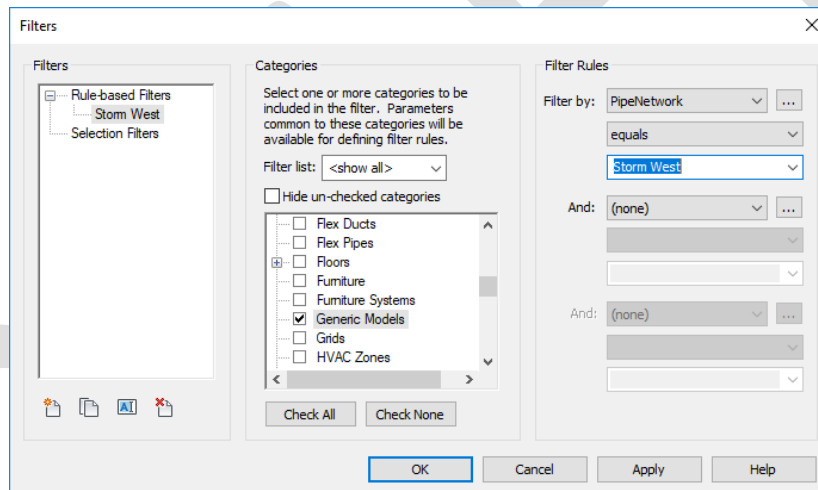 Filters
Filters
Rule-based Filters
Storm West
Selection Filters
Categories
Select one or more categories to be
included in the filter. Parameters
common to these categories will be
available for defining filter rules.
Filter list: <show all>
Hide un-checked categories
Flex Ducts
Flex Pipes
Floors
Furniture
Furniture Systems
Generic Models
Grids
HVAC Zones
Check All Check None
Filter Rules
Filter by: PipeNetwork ...
equals
Storm West
And: (none) ...
And: (none) ...
OK Cancel Apply Help